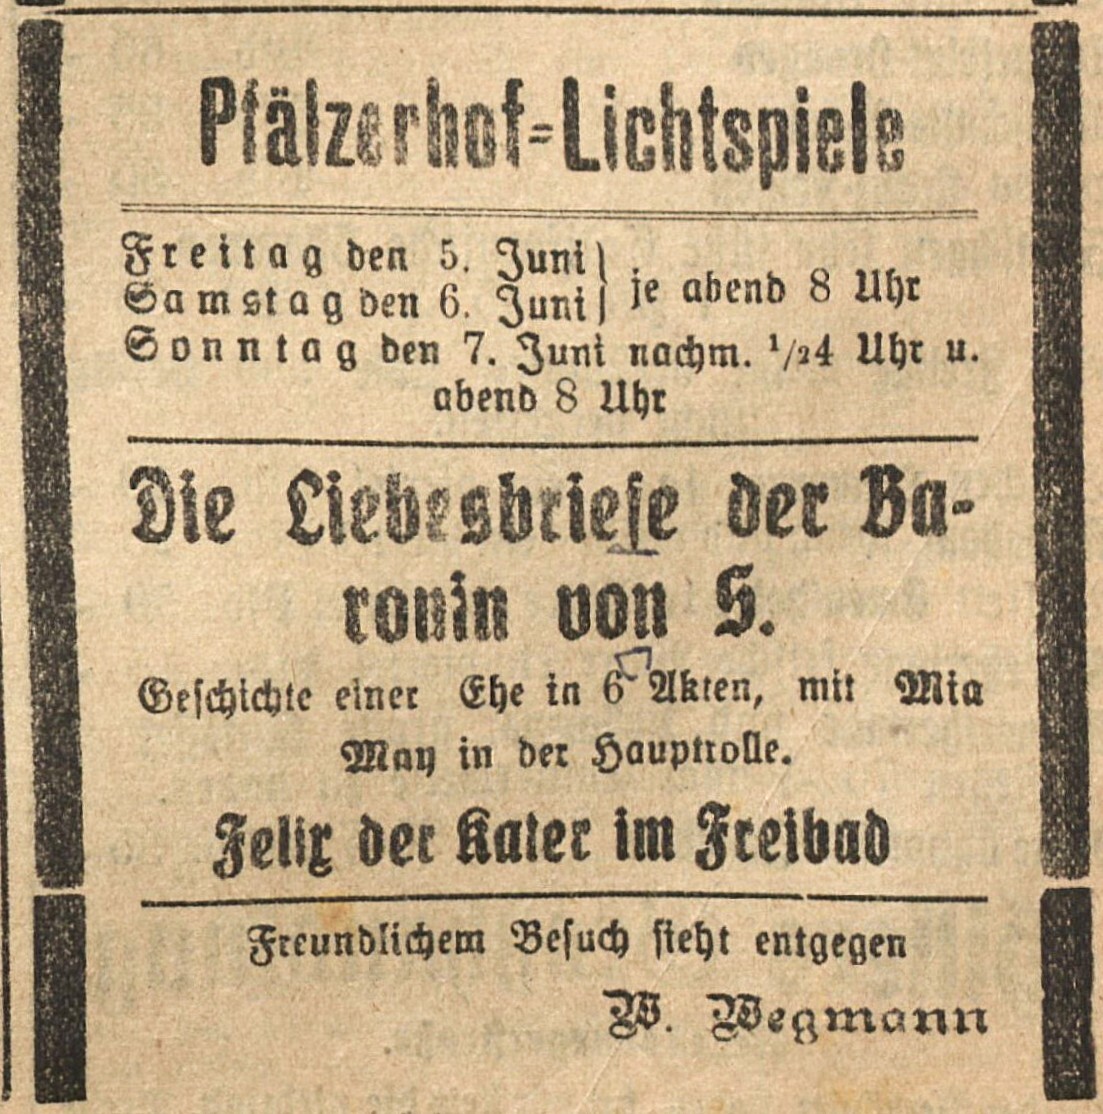 Pfälzerhof=Lichtspiele
Freitag den 5. Juni
Samstag den 6. Juni } je abend 8 Uhr
Sonntag den 7. Juni nachm. 1/24 Uhr u.
abend 8 Uhr
Die Liebesbriefe der Ba-
ronin von S.
Geschichte einer Ehe in 6 Akten, mit Mia
May in der Hauptrolle.
Felix der Kater im Freibad
Freundlichem Besuch sieht entgegen
W. Wegmann